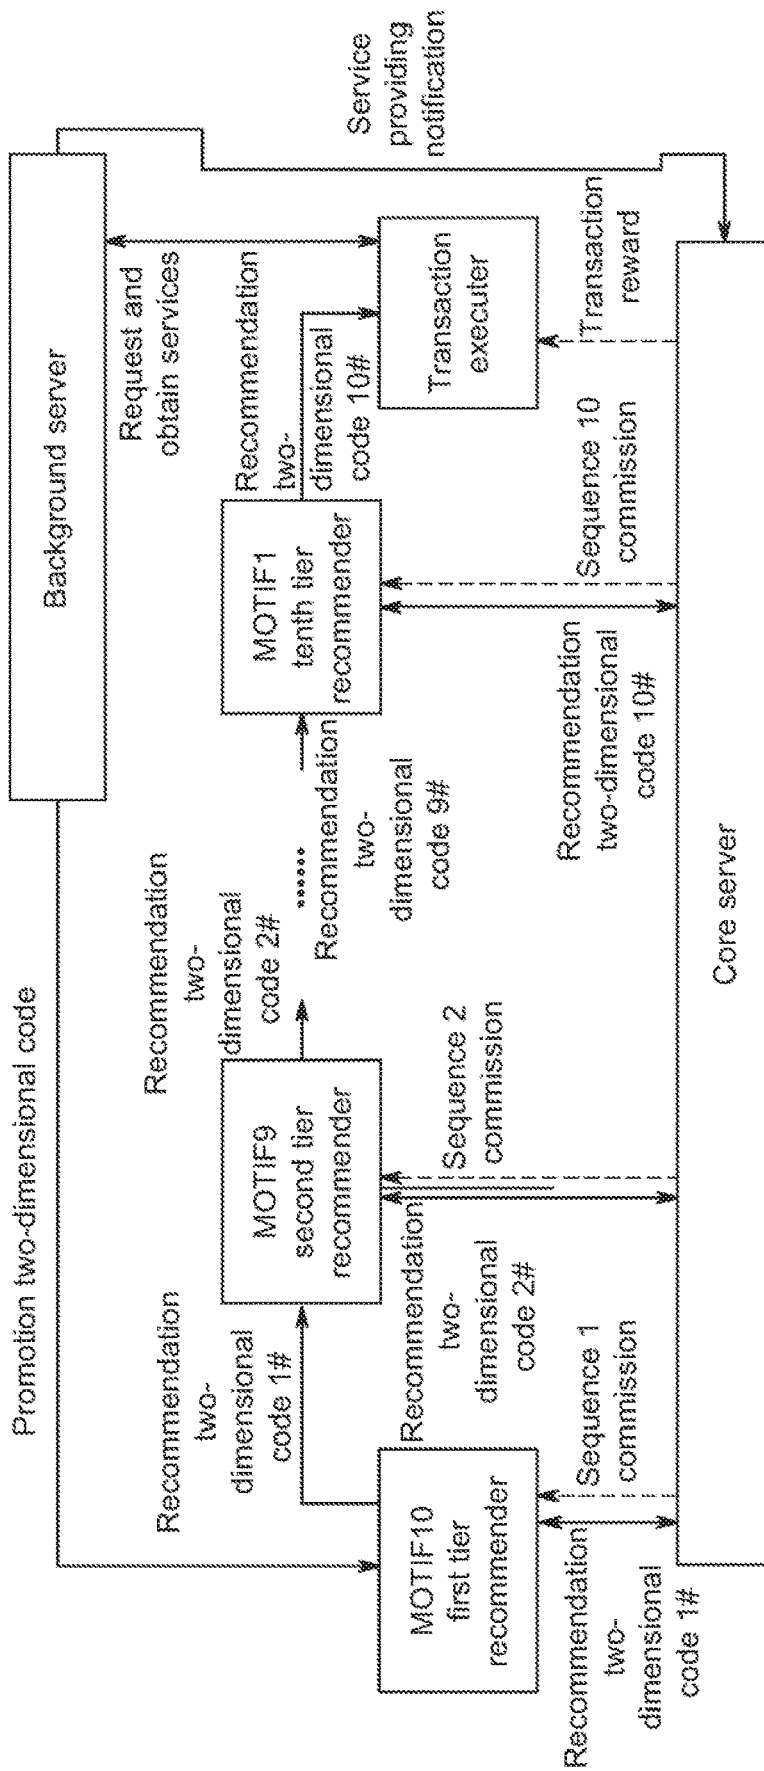 Promotion two-dimensional code
Background server
Request and
obtain services
Service
providing
notification
Recommendation
two-
dimensional
code 1#
Recommendation
two-
dimensional
code 2#
Recommendation
two-
dimensional
code 10#
MOTIF10
first tier
recommender
MOTIF9
second tier
recommender
......
Recommendation
two-
dimensional
code 9#
MOTIF1
tenth tier
recommender
Transaction
executer
Recommendation
two-
dimensional
code 1#
Sequence 1
commission
Recommendation
two-
dimensional
code 2#
Sequence 2
commission
Recommendation
two-dimensional
code 10#
Sequence 10
commission
Transaction
reward
Core server